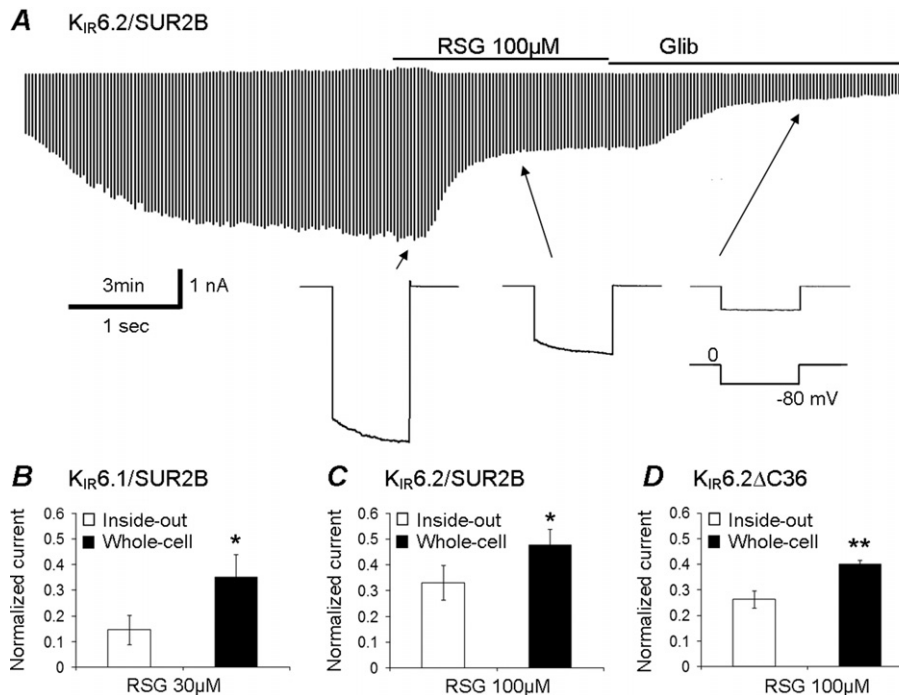 A K_IR6.2/SUR2B
RSG 100µM
Glib
3min
1 nA
1 sec
0
-80 mV
B K_IR6.1/SUR2B
Inside-out
Whole-cell
*
Normalized current
0.6
0.5
0.4
0.3
0.2
0.1
0
RSG 30µM
C K_IR6.2/SUR2B
Inside-out
Whole-cell
*
Normalized current
0.6
0.5
0.4
0.3
0.2
0.1
0
RSG 100µM
D K_IR6.2ΔC36
Inside-out
Whole-cell
**
Normalized current
0.6
0.5
0.4
0.3
0.2
0.1
0
RSG 100µM